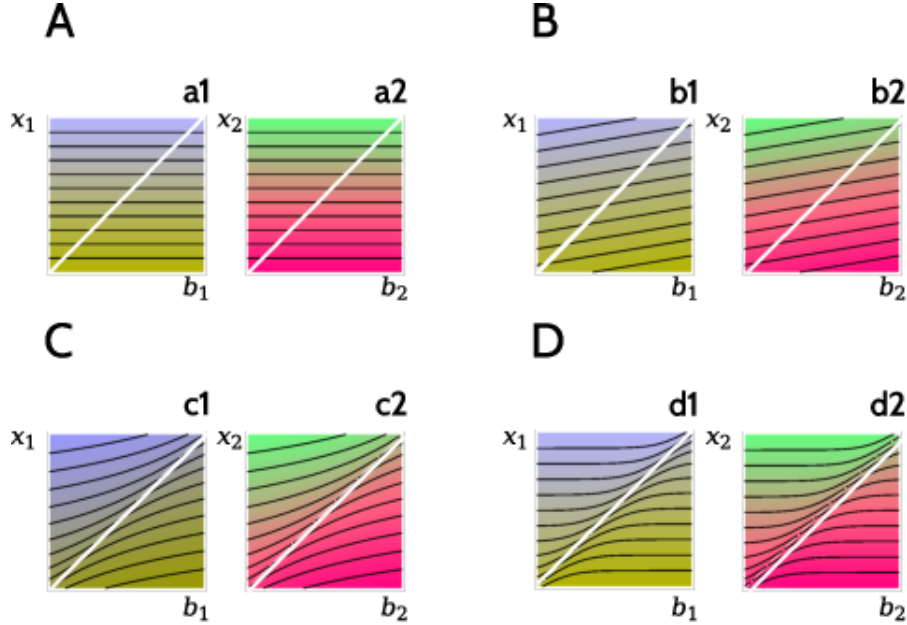 A
B
a1
a2
b1
b2
x₁
x₂
x₁
x₂
b₁
b₂
b₁
b₂
C
D
c1
c2
d1
d2
x₁
x₂
x₁
x₂
b₁
b₂
b₁
b₂